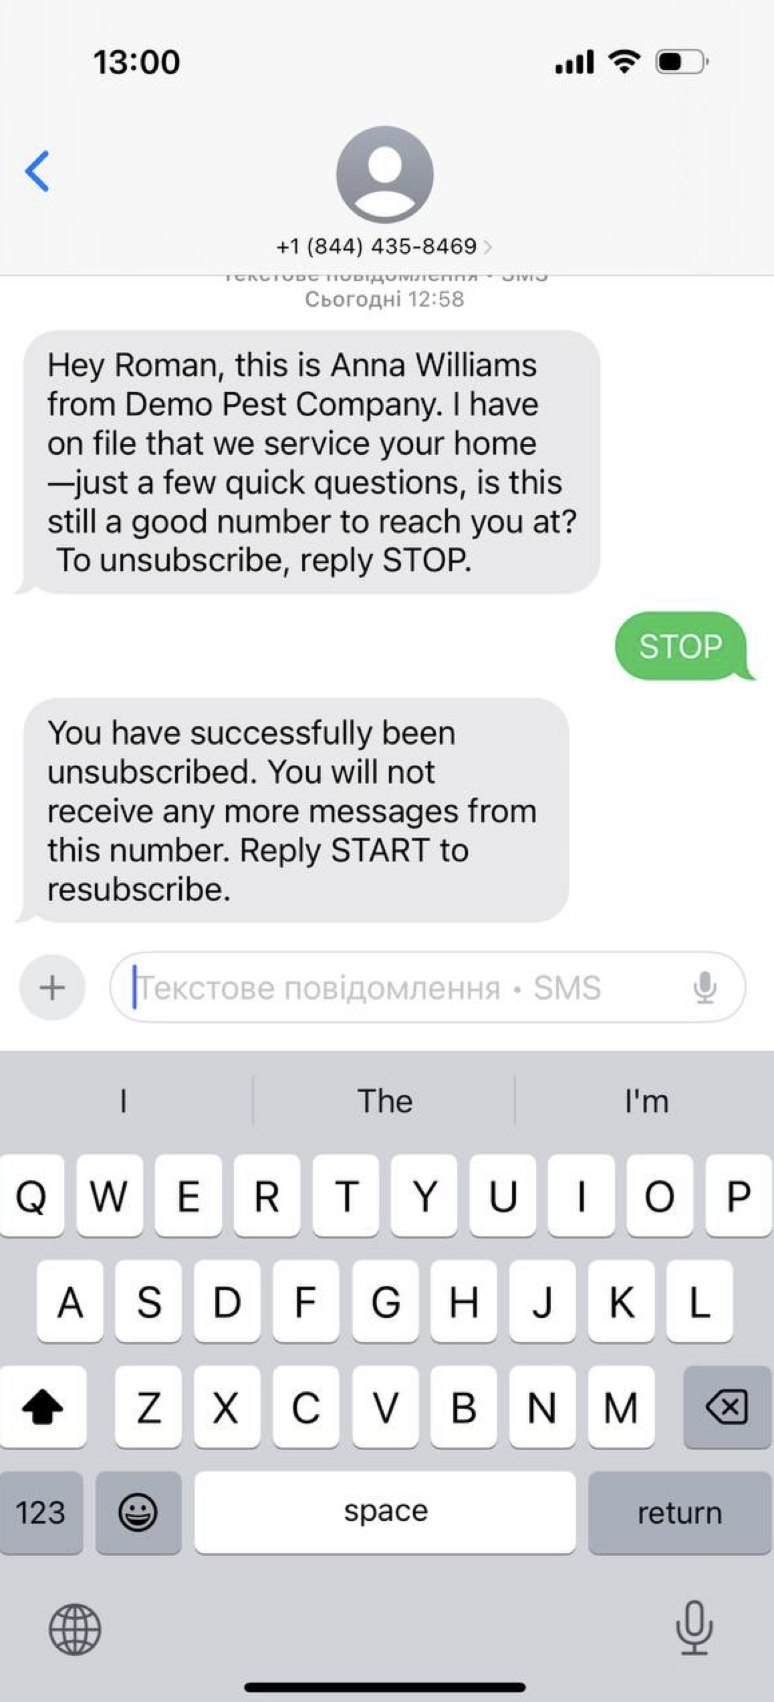 13:00
+1 (844) 435-8469
Текстове повідомлення • SMS
Сьогодні 12:58
Hey Roman, this is Anna Williams
from Demo Pest Company. I have
on file that we service your home
—just a few quick questions, is this
still a good number to reach you at?
To unsubscribe, reply STOP.
STOP
You have successfully been
unsubscribed. You will not
receive any more messages from
this number. Reply START to
resubscribe.
Текстове повідомлення • SMS
I The I'm
Q W E R T Y U I O P
A S D F G H J K L
Z X C V B N M
123 space return